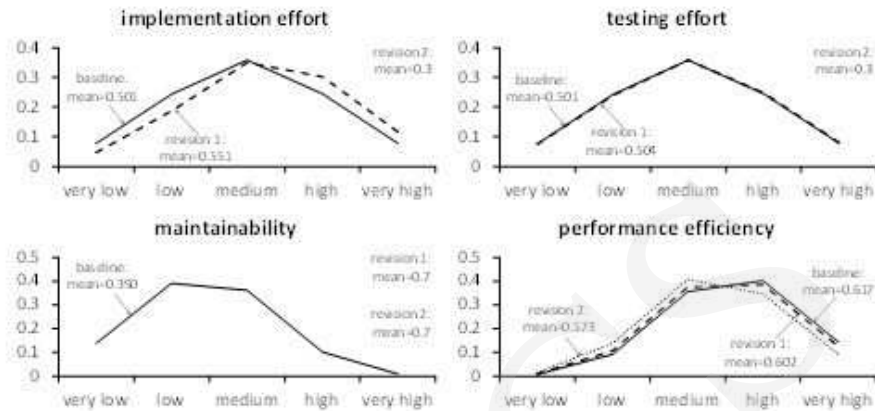 implementation effort
0.4
0.3
0.2
0.1
0
baseline:
mean=0.501
revision 1:
mean=0.551
revision 2:
mean=0.3
very low
low
medium
high
very high
testing effort
0.4
0.3
0.2
0.1
0
baseline:
mean=0.501
revision 1:
mean=0.504
revision 2:
mean=0.3
very low
low
medium
high
very high
maintainability
0.5
0.4
0.3
0.2
0.1
0
baseline:
mean=0.350
revision 1:
mean=0.7
revision 2:
mean=0.7
very low
low
medium
high
very high
performance efficiency
0.5
0.4
0.3
0.2
0.1
0
revision 2:
mean=0.573
baseline:
mean=0.617
revision 1:
mean=0.602
very low
low
medium
high
very high